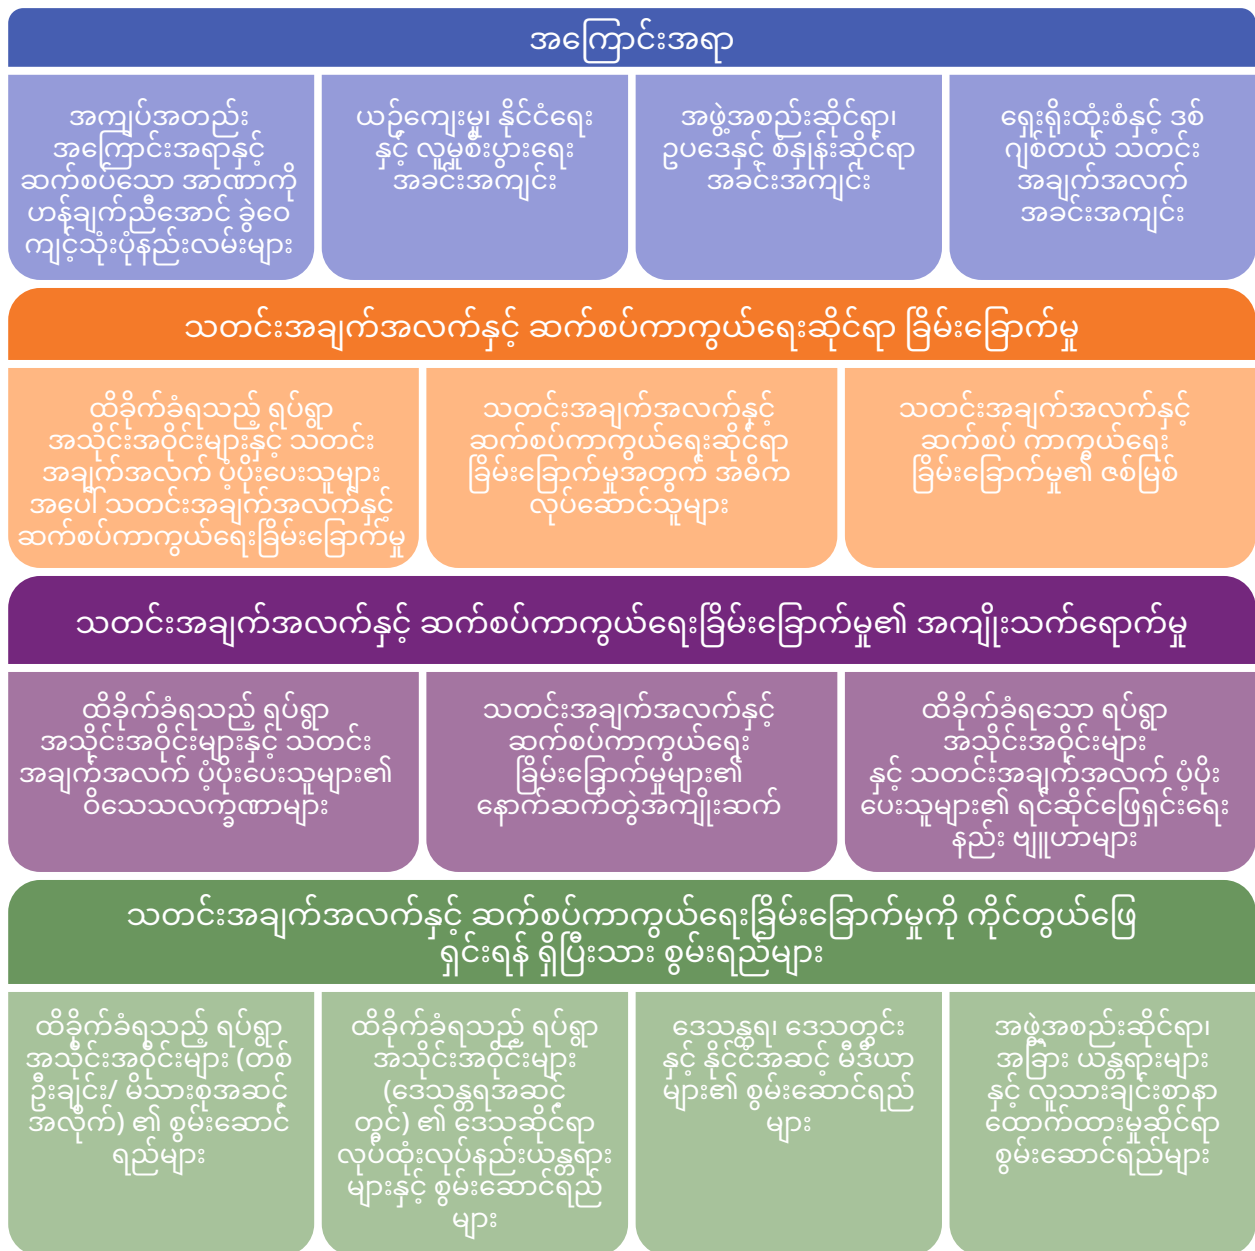 အကြောင်းအရာ
အကျပ်အတည်း
အကြောင်းအရာနှင့်
ဆက်စပ်သော အာဏာကို
ဟန်ချက်ညီအောင် ခွဲဝေ
ကျင့်သုံးပုံနည်းလမ်းများ
ယဉ်ကျေးမှု၊ နိုင်ငံရေး
နှင့် လူမှုစီးပွားရေး
အခင်းအကျင်း
အဖွဲ့အစည်းဆိုင်ရာ၊
ဥပဒေနှင့် စံနှုန်းဆိုင်ရာ
အခင်းအကျင်း
ရှေးရိုးထုံးစံနှင့် ဒစ်
ဂျစ်တယ် သတင်း
အချက်အလက်
အခင်းအကျင်း
သတင်းအချက်အလက်နှင့် ဆက်စပ်ကာကွယ်ရေးဆိုင်ရာ ခြိမ်းခြောက်မှု
ထိခိုက်ခံရသည့် ရပ်ရွာ
အသိုင်းအဝိုင်းများနှင့် သတင်း
အချက်အလက် ပံ့ပိုးပေးသူများ
အပေါ် သတင်းအချက်အလက်နှင့်
ဆက်စပ်ကာကွယ်ရေးခြိမ်းခြောက်မှု
သတင်းအချက်အလက်နှင့်
ဆက်စပ်ကာကွယ်ရေးဆိုင်ရာ
ခြိမ်းခြောက်မှုအတွက် အဓိက
လုပ်ဆောင်သူများ
သတင်းအချက်အလက်နှင့်
ဆက်စပ် ကာကွယ်ရေး
ခြိမ်းခြောက်မှု၏ ဇစ်မြစ်
သတင်းအချက်အလက်နှင့် ဆက်စပ်ကာကွယ်ရေးခြိမ်းခြောက်မှု၏ အကျိုးသက်ရောက်မှု
ထိခိုက်ခံရသည့် ရပ်ရွာ
အသိုင်းအဝိုင်းများနှင့် သတင်း
အချက်အလက် ပံ့ပိုးပေးသူများ၏
ဝိသေသလက္ခဏာများ
သတင်းအချက်အလက်နှင့်
ဆက်စပ်ကာကွယ်ရေး
ခြိမ်းခြောက်မှုများ၏
နောက်ဆက်တွဲအကျိုးဆက်
ထိခိုက်ခံရသော ရပ်ရွာ
အသိုင်းအဝိုင်းများ
နှင့် သတင်းအချက်အလက် ပံ့ပိုး
ပေးသူများ၏ ရင်ဆိုင်ဖြေရှင်းရေး
နည်း ဗျူဟာများ
သတင်းအချက်အလက်နှင့် ဆက်စပ်ကာကွယ်ရေးခြိမ်းခြောက်မှုကို ကိုင်တွယ်ဖြေ
ရှင်းရန် ရှိပြီးသား စွမ်းရည်များ
ထိခိုက်ခံရသည့် ရပ်ရွာ
အသိုင်းအဝိုင်းများ (တစ်
ဦးချင်း/ မိသားစုအဆင့်
အလိုက်) ၏ စွမ်းဆောင်
ရည်များ
ထိခိုက်ခံရသည့် ရပ်ရွာ
အသိုင်းအဝိုင်းများ
(ဒေသန္တရအဆင့်
တွင်) ၏ ဒေသဆိုင်ရာ
လုပ်ထုံးလုပ်နည်းယန္တရား
များနှင့် စွမ်းဆောင်ရည်
များ
ဒေသန္တရ၊ ဒေသတွင်း
နှင့် နိုင်ငံအဆင့် မီဒီယာ
များ၏ စွမ်းဆောင်ရည်
များ
အဖွဲ့အစည်းဆိုင်ရာ၊
အခြား ယန္တရားများ
နှင့် လူသားချင်းစာနာ
ထောက်ထားမှုဆိုင်ရာ
စွမ်းဆောင်ရည်များ